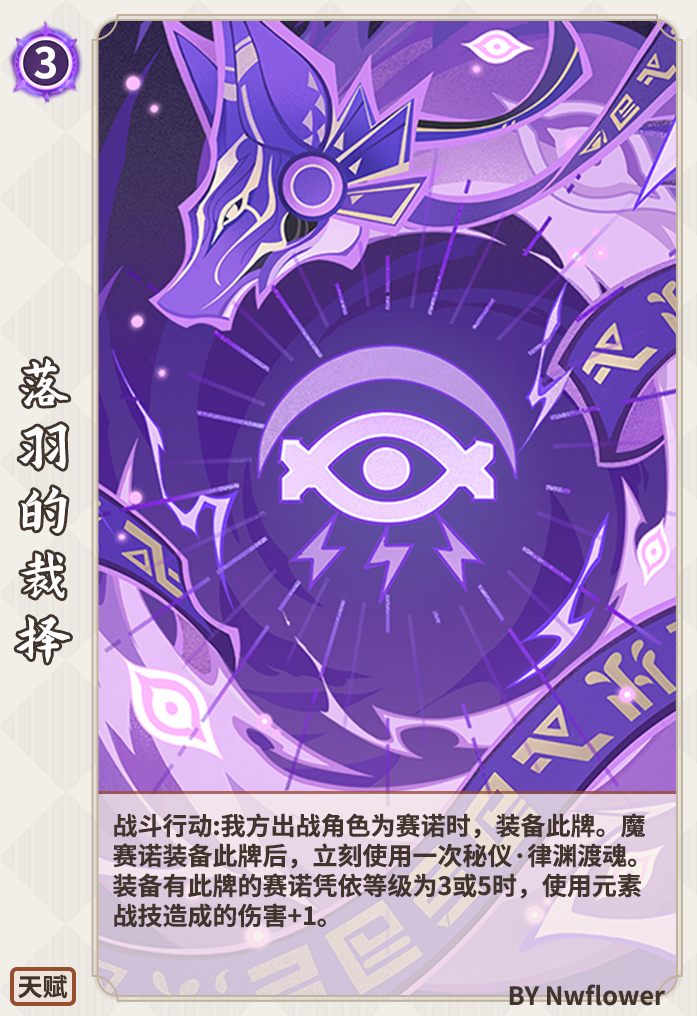 3
落羽的裁择
战斗行动:我方出战角色为赛诺时，装备此牌。魔
赛诺装备此牌后，立刻使用一次秘仪·律渊渡魂。
装备有此牌的赛诺凭依等级为3或5时，使用元素
战技造成的伤害+1。
天赋
BY Nwflower